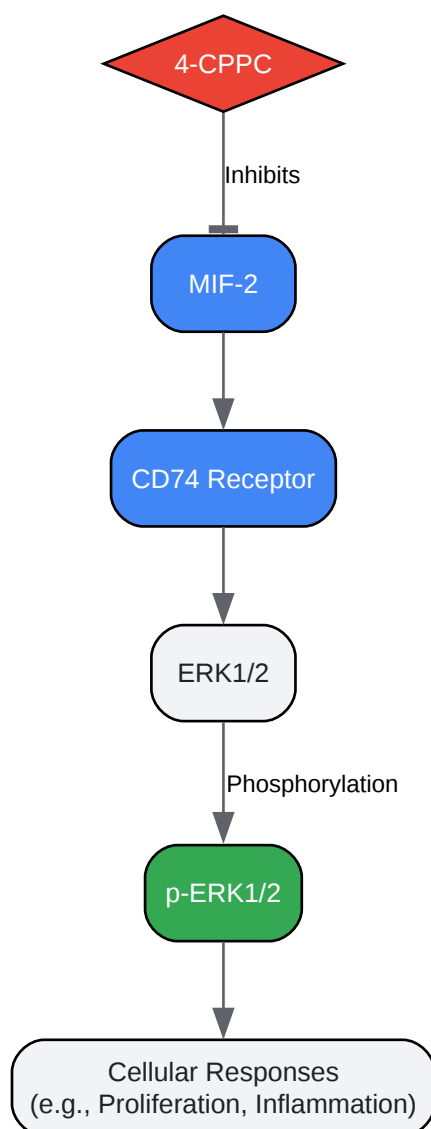 4-CPPC
Inhibits
MIF-2
CD74 Receptor
ERK1/2
Phosphorylation
p-ERK1/2
Cellular Responses
(e.g., Proliferation, Inflammation)